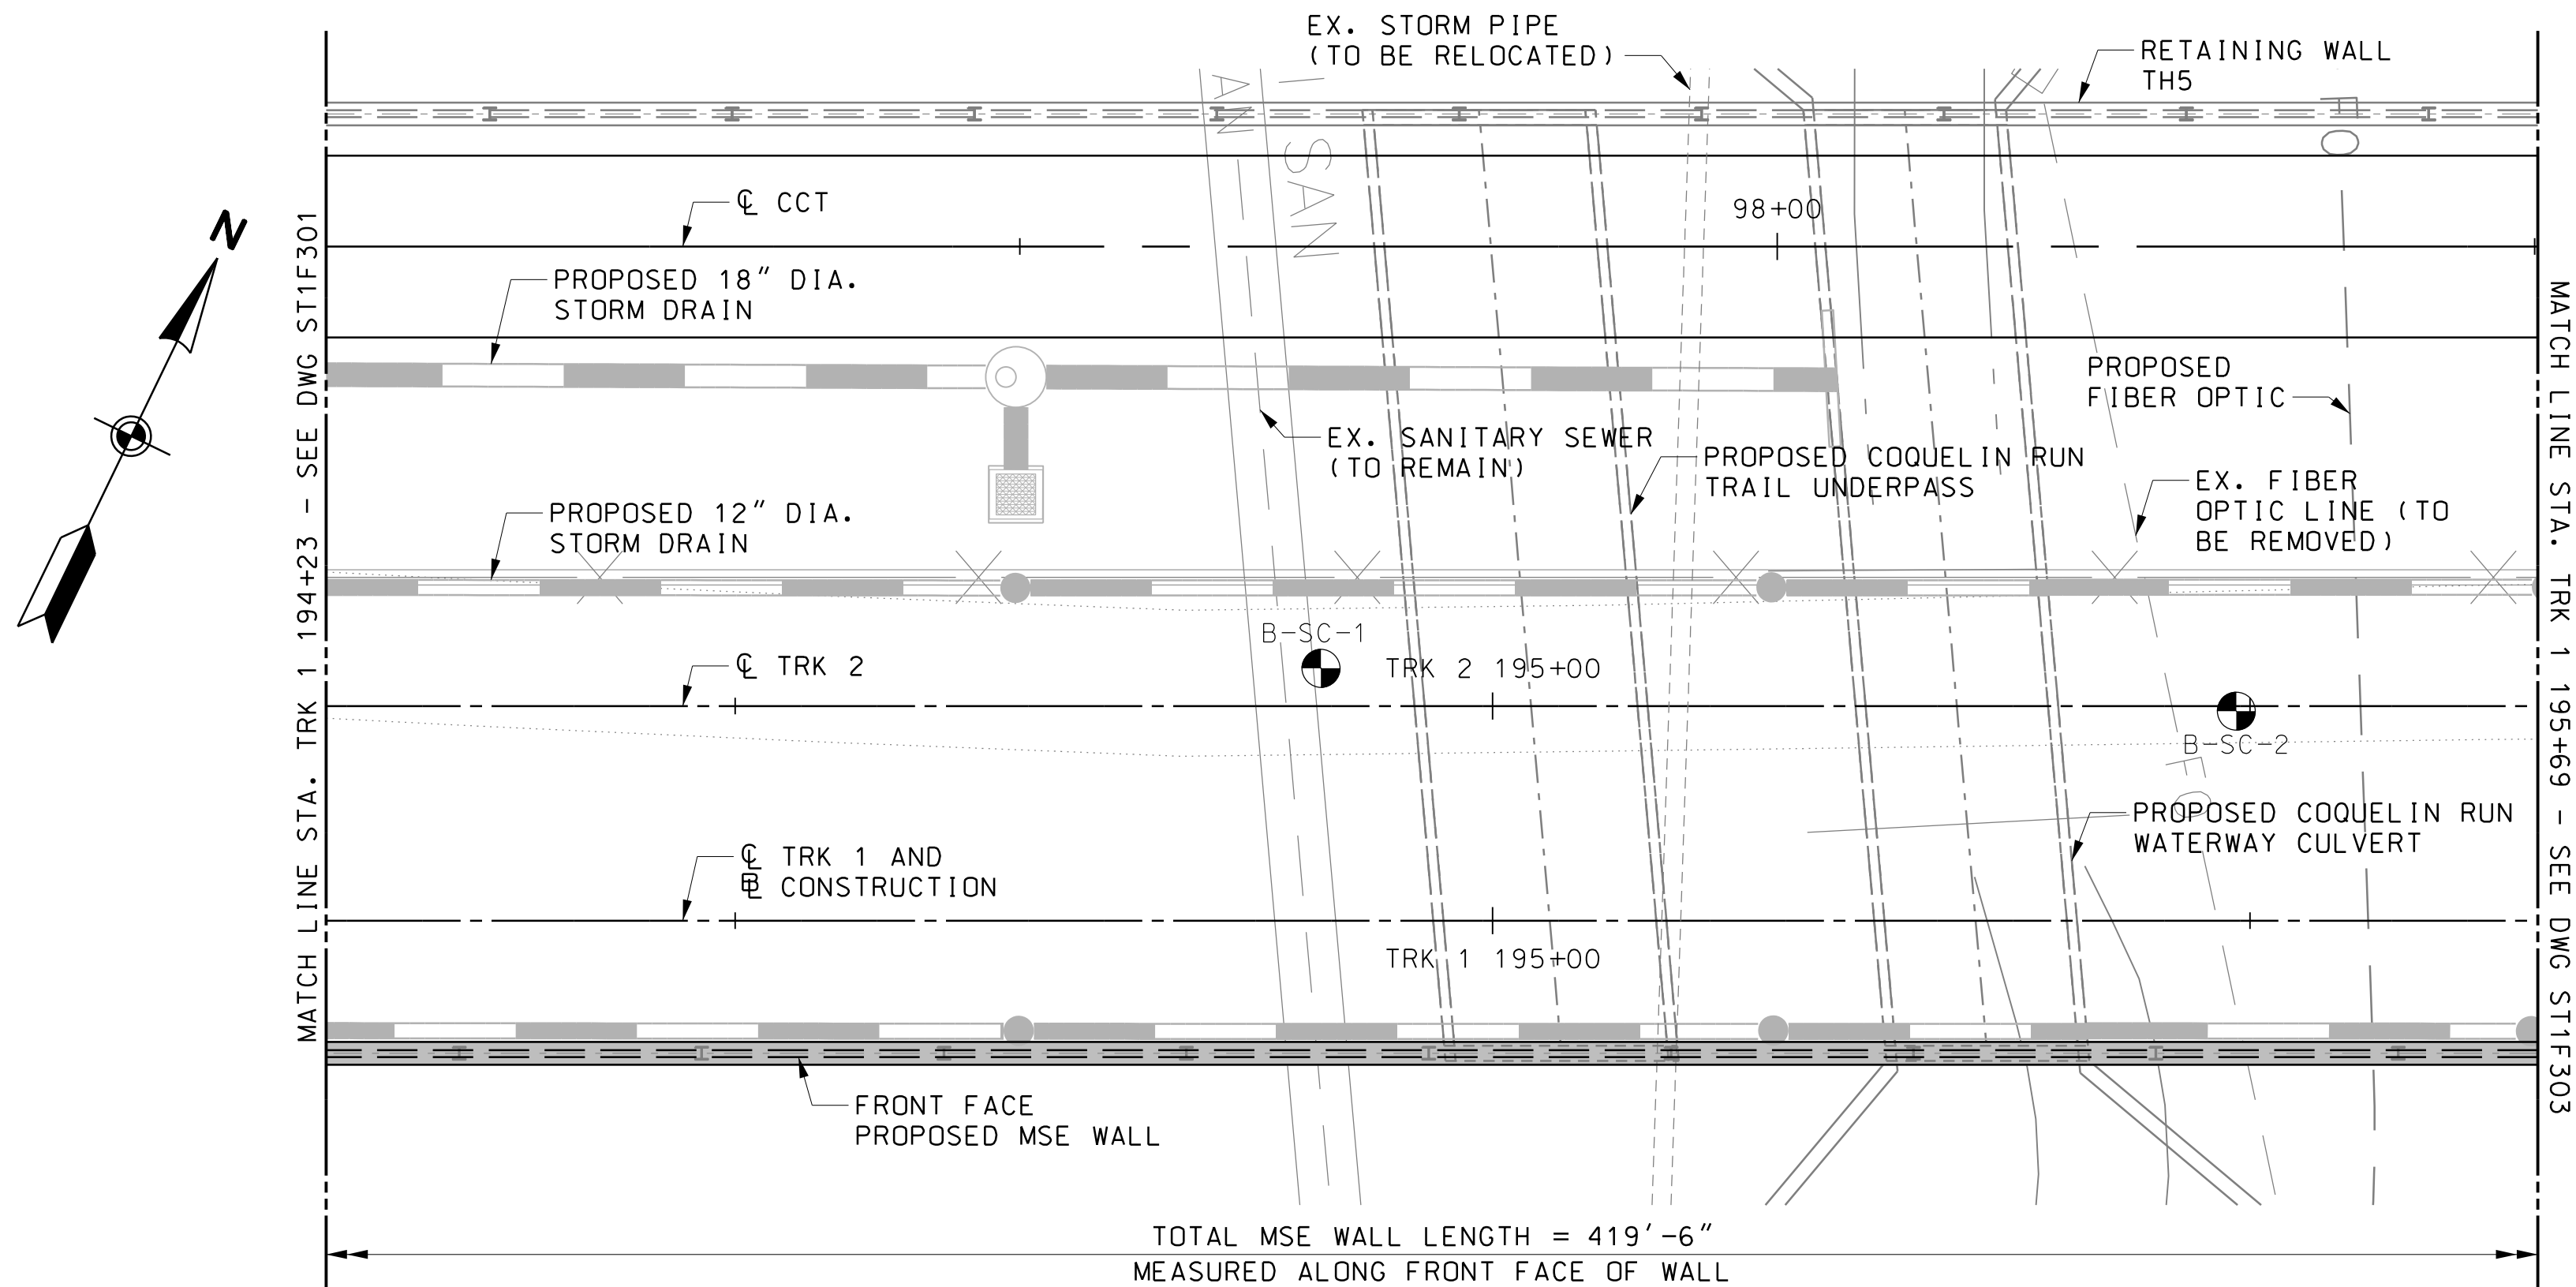 EX. STORM PIPE
(TO BE RELOCATED)
RETAINING WALL
TH5
SAN
SAN
FO
N
℄ CCT
98+00
PROPOSED 18" DIA.
STORM DRAIN
PROPOSED
FIBER OPTIC
EX. SANITARY SEWER
(TO REMAIN)
PROPOSED COQUELIN RUN
TRAIL UNDERPASS
EX. FIBER
OPTIC LINE (TO
BE REMOVED)
PROPOSED 12" DIA.
STORM DRAIN
B-SC-1
℄ TRK 2
TRK 2 195+00
B-SC-2
FO
PROPOSED COQUELIN RUN
WATERWAY CULVERT
℄ TRK 1 AND
BL CONSTRUCTION
TRK 1 195+00
FRONT FACE
PROPOSED MSE WALL
MATCH LINE STA. TRK 1 194+23 - SEE DWG ST1F301
MATCH LINE STA. TRK 1 195+69 - SEE DWG ST1F303
TOTAL MSE WALL LENGTH = 419'-6"
MEASURED ALONG FRONT FACE OF WALL